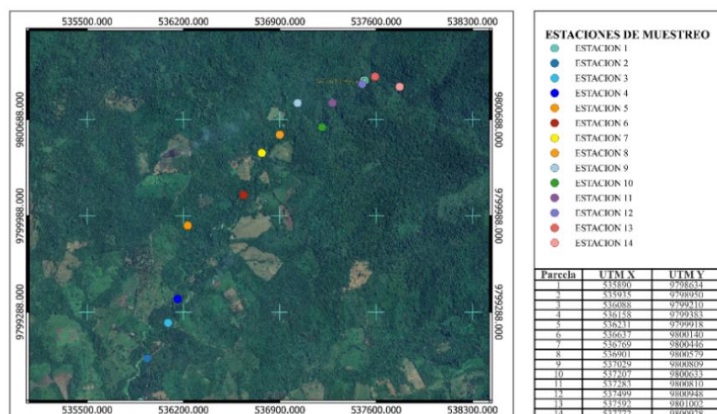 535500.000 536200.000 536900.000 537600.000 538300.000
9800688.000 9800688.000
9799988.000 9799988.000
9799288.000 9799288.000
535500.000 536200.000 536900.000 537600.000 538300.000
ESTACIONES DE MUESTREO
ESTACION 1
ESTACION 2
ESTACION 3
ESTACION 4
ESTACION 5
ESTACION 6
ESTACION 7
ESTACION 8
ESTACION 9
ESTACION 10
ESTACION 11
ESTACION 12
ESTACION 13
ESTACION 14
Parcela UTM X UTM Y
1 535890 9798634
2 535935 9798950
3 536088 9799210
4 536158 9799383
5 536231 9799918
6 536637 9800140
7 536769 9800446
8 536901 9800579
9 537029 9800809
10 537207 9800633
11 537283 9800810
12 537499 9800948
13 537592 9801002